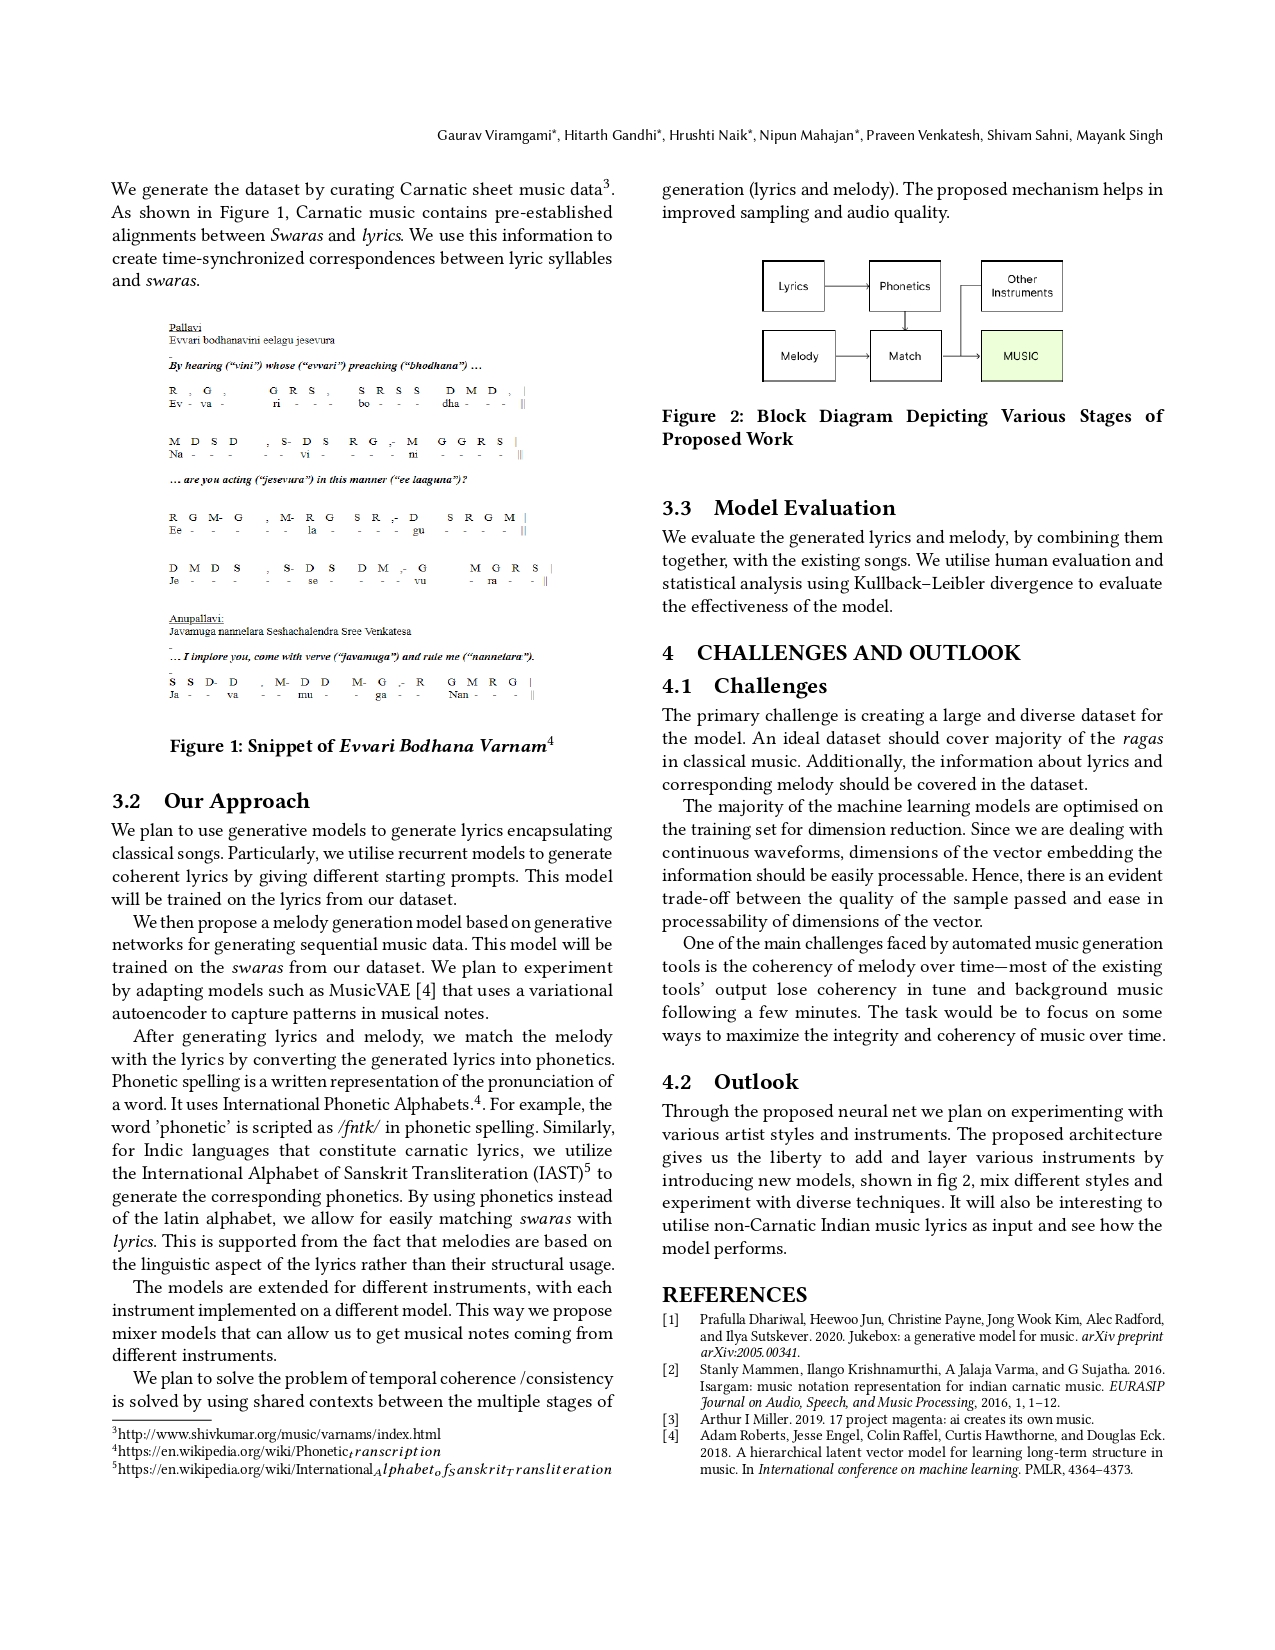 Gaurav Viramgami*, Hitarth Gandhi*, Hrushti Naik*, Nipun Mahajan*, Praveen Venkatesh, Shivam Sahni, Mayank Singh
We generate the dataset by curating Carnatic sheet music data3.
As shown in Figure 1, Carnatic music contains pre-established
alignments between Swaras and lyrics. We use this information to
create time-synchronized correspondences between lyric syllables
and swaras.
Pallavi
Evvari bodhanavini eelagu jesevura
By hearing (“vini”) whose (“evvari”) preaching (“bhodhana”) …
R , G , G R S , S R S S D M D , |
Ev - va - ri - - - bo - - - dha - - - ||
M D S D , S- D S R G ,- M G G R S |
Na - - - - - vi - - - - ni - - - - ||
… are you acting (“jesevura”) in this manner (“ee laaguna”)?
R G M- G , M- R G S R ,- D S R G M |
Ee - - - - - la - - - - gu - - - - ||
D M D S , S- D S D M ,- G M G R S |
Je - - - - - se - - - - vu - ra - - ||
Anupallavi:
Javamuga nannelara Seshachalendra Sree Venkatesa
… I implore you, come with verve (“javamuga”) and rule me (“nannelara”).
S S D- D , M- D D M- G ,- R G M R G |
Ja - - va - - mu - - ga - - Nan - - - ||
Figure 1: Snippet of Evvari Bodhana Varnam4
3.2 Our Approach
We plan to use generative models to generate lyrics encapsulating
classical songs. Particularly, we utilise recurrent models to generate
coherent lyrics by giving different starting prompts. This model
will be trained on the lyrics from our dataset.
We then propose a melody generation model based on generative
networks for generating sequential music data. This model will be
trained on the swaras from our dataset. We plan to experiment
by adapting models such as MusicVAE [4] that uses a variational
autoencoder to capture patterns in musical notes.
After generating lyrics and melody, we match the melody
with the lyrics by converting the generated lyrics into phonetics.
Phonetic spelling is a written representation of the pronunciation of
a word. It uses International Phonetic Alphabets.4. For example, the
word ’phonetic’ is scripted as /fntk/ in phonetic spelling. Similarly,
for Indic languages that constitute carnatic lyrics, we utilize
the International Alphabet of Sanskrit Transliteration (IAST)5 to
generate the corresponding phonetics. By using phonetics instead
of the latin alphabet, we allow for easily matching swaras with
lyrics. This is supported from the fact that melodies are based on
the linguistic aspect of the lyrics rather than their structural usage.
The models are extended for different instruments, with each
instrument implemented on a different model. This way we propose
mixer models that can allow us to get musical notes coming from
different instruments.
We plan to solve the problem of temporal coherence /consistency
is solved by using shared contexts between the multiple stages of
3http://www.shivkumar.org/music/varnams/index.html
4https://en.wikipedia.org/wiki/Phonetictranscription
5https://en.wikipedia.org/wiki/InternationalAlphabetofSanskritTransliteration
generation (lyrics and melody). The proposed mechanism helps in
improved sampling and audio quality.
Lyrics
Phonetics
Other
Instruments
Melody
Match
MUSIC
Figure 2: Block Diagram Depicting Various Stages of
Proposed Work
3.3 Model Evaluation
We evaluate the generated lyrics and melody, by combining them
together, with the existing songs. We utilise human evaluation and
statistical analysis using Kullback–Leibler divergence to evaluate
the effectiveness of the model.
4 CHALLENGES AND OUTLOOK
4.1 Challenges
The primary challenge is creating a large and diverse dataset for
the model. An ideal dataset should cover majority of the ragas
in classical music. Additionally, the information about lyrics and
corresponding melody should be covered in the dataset.
The majority of the machine learning models are optimised on
the training set for dimension reduction. Since we are dealing with
continuous waveforms, dimensions of the vector embedding the
information should be easily processable. Hence, there is an evident
trade-off between the quality of the sample passed and ease in
processability of dimensions of the vector.
One of the main challenges faced by automated music generation
tools is the coherency of melody over time—most of the existing
tools’ output lose coherency in tune and background music
following a few minutes. The task would be to focus on some
ways to maximize the integrity and coherency of music over time.
4.2 Outlook
Through the proposed neural net we plan on experimenting with
various artist styles and instruments. The proposed architecture
gives us the liberty to add and layer various instruments by
introducing new models, shown in fig 2, mix different styles and
experiment with diverse techniques. It will also be interesting to
utilise non-Carnatic Indian music lyrics as input and see how the
model performs.
REFERENCES
[1] Prafulla Dhariwal, Heewoo Jun, Christine Payne, Jong Wook Kim, Alec Radford,
and Ilya Sutskever. 2020. Jukebox: a generative model for music. arXiv preprint
arXiv:2005.00341.
[2] Stanly Mammen, Ilango Krishnamurthi, A Jalaja Varma, and G Sujatha. 2016.
Isargam: music notation representation for indian carnatic music. EURASIP
Journal on Audio, Speech, and Music Processing, 2016, 1, 1–12.
[3] Arthur I Miller. 2019. 17 project magenta: ai creates its own music.
[4] Adam Roberts, Jesse Engel, Colin Raffel, Curtis Hawthorne, and Douglas Eck.
2018. A hierarchical latent vector model for learning long-term structure in
music. In International conference on machine learning. PMLR, 4364–4373.